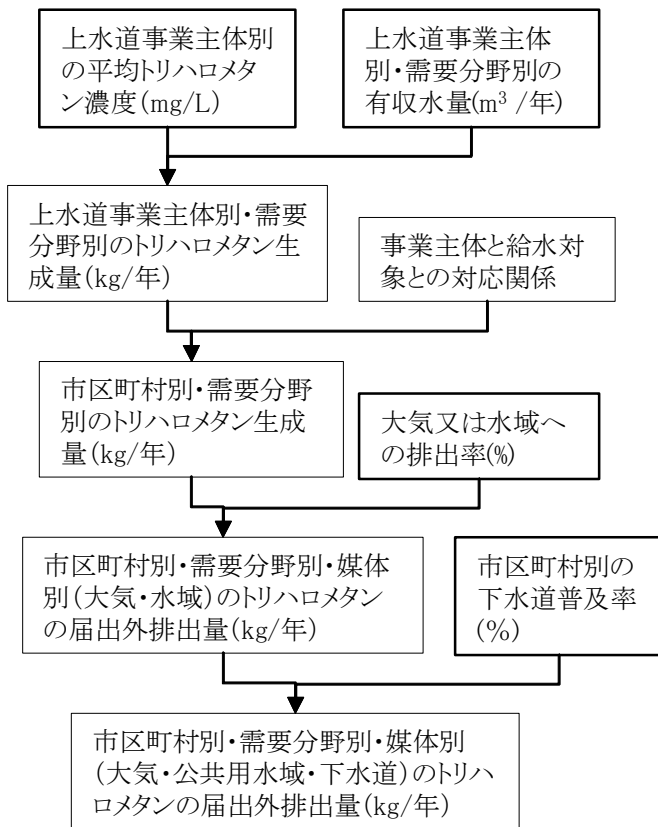 上水道事業主体別
の平均トリハロメタ
ン濃度(mg/L)
上水道事業主体
別・需要分野別の
有収水量(m³ /年)
上水道事業主体別・需要
分野別のトリハロメタン生
成量(kg/年)
事業主体と給水対
象との対応関係
市区町村別・需要分野
別のトリハロメタン生成
量(kg/年)
大気又は水域へ
の排出率(%)
市区町村別・需要分野別・媒体
別(大気・水域)のトリハロメタン
の届出外排出量(kg/年)
市区町村別の
下水道普及率
(%)
市区町村別・需要分野別・媒体別
(大気・公共用水域・下水道)のトリハ
ロメタンの届出外排出量(kg/年)